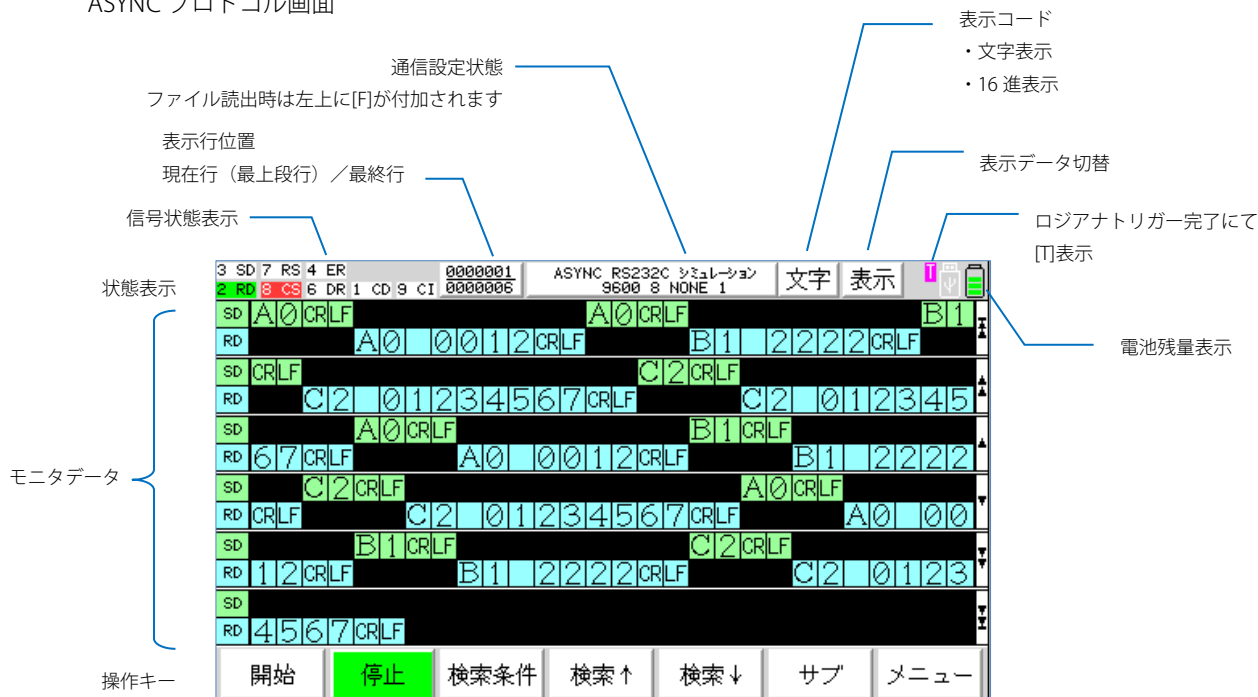 ASYNC プロトコル画面
表示コード
・文字表示
・16 進表示
通信設定状態
ファイル読出時は左上に[F]が付加されます
表示行位置
現在行（最上段行）／最終行
表示データ切替
信号状態表示
ロジアナトリガー完了にて
[T]表示
状態表示
3 SD 7 RS 4 ER
2 RD 8 CS 6 DR 1 CD 9 CI
0000001
0000006
ASYNC RS232C シミュレーション
9600 8 NONE 1
文字
表示
T
電池残量表示
モニタデータ
SD A0CRLF A0CRLF B1
RD A0 0012CRLF B1 2222CRLF
SD CRLF C2CRLF
RD C2 01234567CRLF C2 012345
SD A0CRLF B1CRLF
RD 67CRLF A0 0012CRLF B1 2222
SD C2CRLF A0CRLF
RD CRLF C2 01234567CRLF A0 00
SD B1CRLF C2CRLF
RD 12CRLF B1 2222CRLF C2 0123
SD
RD 4567CRLF
操作キー
開始 停止 検索条件 検索↑ 検索↓ サブ メニュー